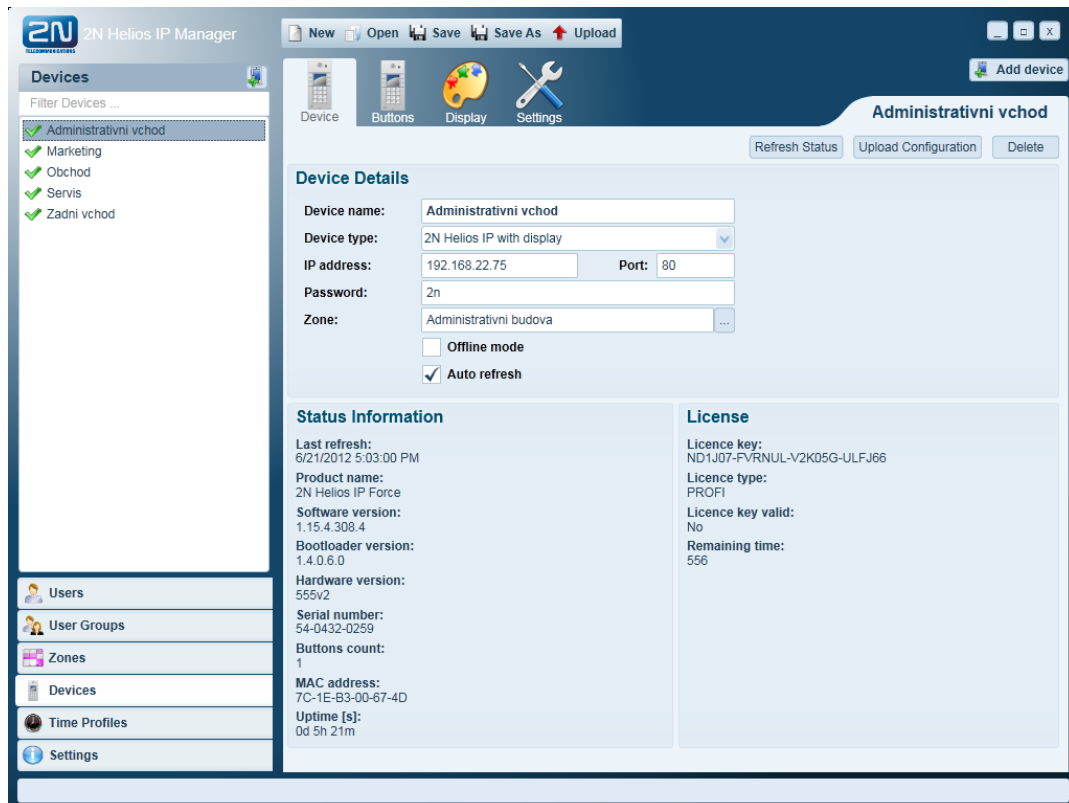 2N
TELECOMMUNICATIONS
2N Helios IP Manager
New Open Save Save As Upload
_ □ X
Devices
Filter Devices ...
Administrativni vchod
Marketing
Obchod
Servis
Zadni vchod
Users
User Groups
Zones
Devices
Time Profiles
Settings
Device Buttons Display Settings
Add device
Administrativni vchod
Refresh Status Upload Configuration Delete
Device Details
Device name: Administrativni vchod
Device type: 2N Helios IP with display
IP address: 192.168.22.75 Port: 80
Password: 2n
Zone: Administrativni budova ...
Offline mode
Auto refresh
Status Information
Last refresh:
6/21/2012 5:03:00 PM
Product name:
2N Helios IP Force
Software version:
1.15.4.308.4
Bootloader version:
1.4.0.6.0
Hardware version:
555v2
Serial number:
54-0432-0259
Buttons count:
1
MAC address:
7C-1E-B3-00-67-4D
Uptime [s]:
0d 5h 21m
License
Licence key:
ND1J07-FVRNUL-V2K05G-ULFJ66
Licence type:
PROFI
Licence key valid:
No
Remaining time:
556